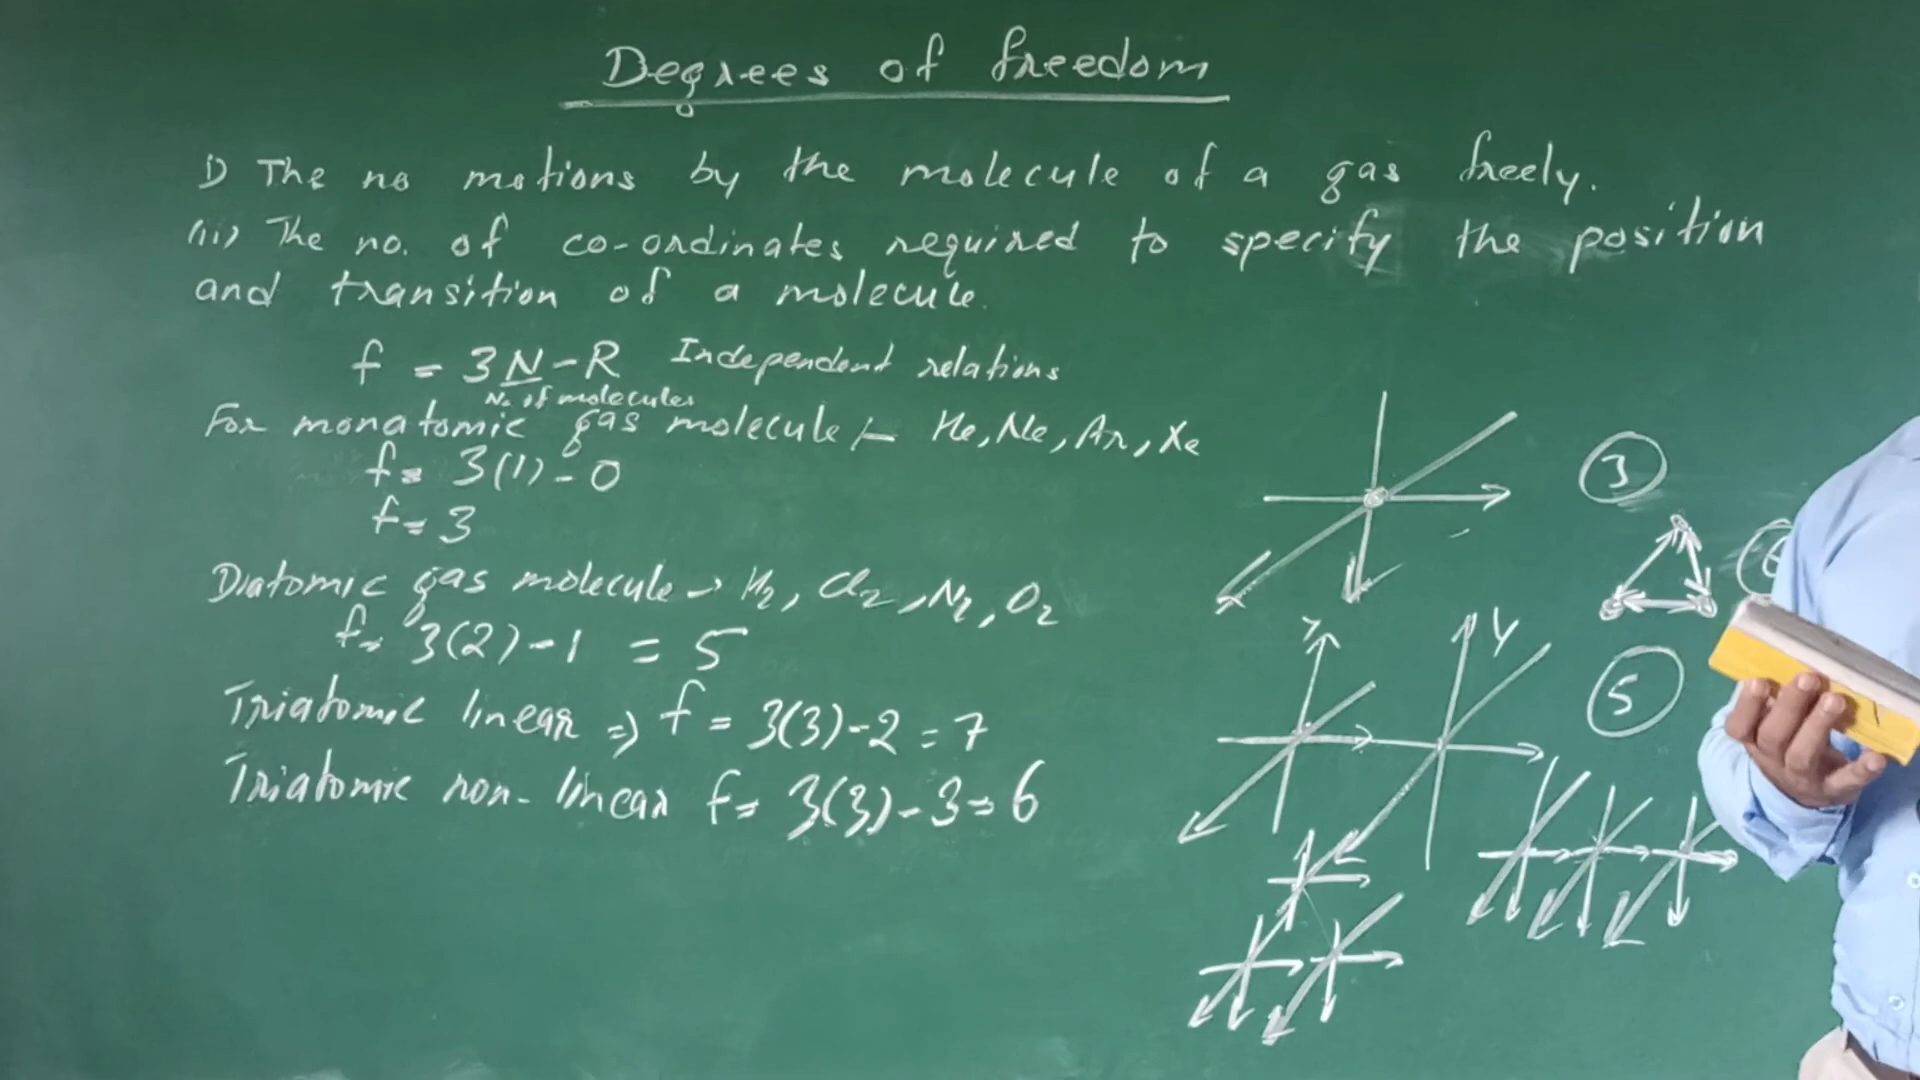 Degrees of freedom
i) The no motions by the molecule of a gas freely.
(ii) The no. of co-ordinates required to specify the position
and transition of a molecule.
f = 3N-R Independent relations
No of molecules
For monatomic gas molecule :- He, Ne, Ar, Xe
f = 3(1) - 0
f = 3
Diatomic gas molecule → H2, Cl2, N2, O2
f = 3(2) - 1 = 5
Triatomic linear => f = 3(3) - 2 = 7
Triatomic non-linear f = 3(3) - 3 = 6
3
Y
5